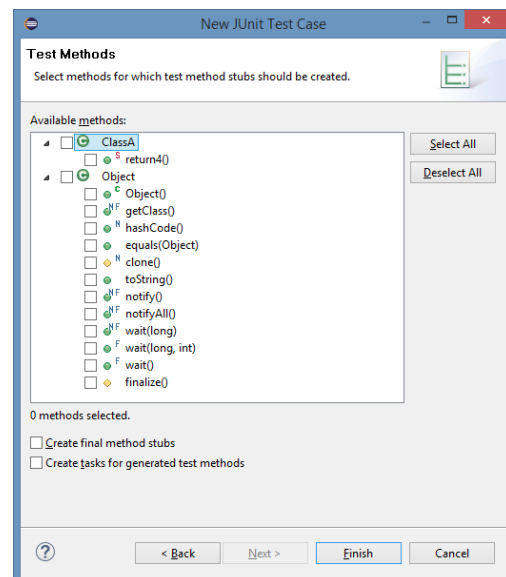 New JUnit Test Case
Test Methods
Select methods for which test method stubs should be created.
Available methods:
ClassA
S return4()
Object
C Object()
NF getClass()
N hashCode()
equals(Object)
N clone()
toString()
NF notify()
NF notifyAll()
NF wait(long)
F wait(long, int)
F wait()
finalize()
Select All
Deselect All
0 methods selected.
Create final method stubs
Create tasks for generated test methods
< Back
Next >
Finish
Cancel